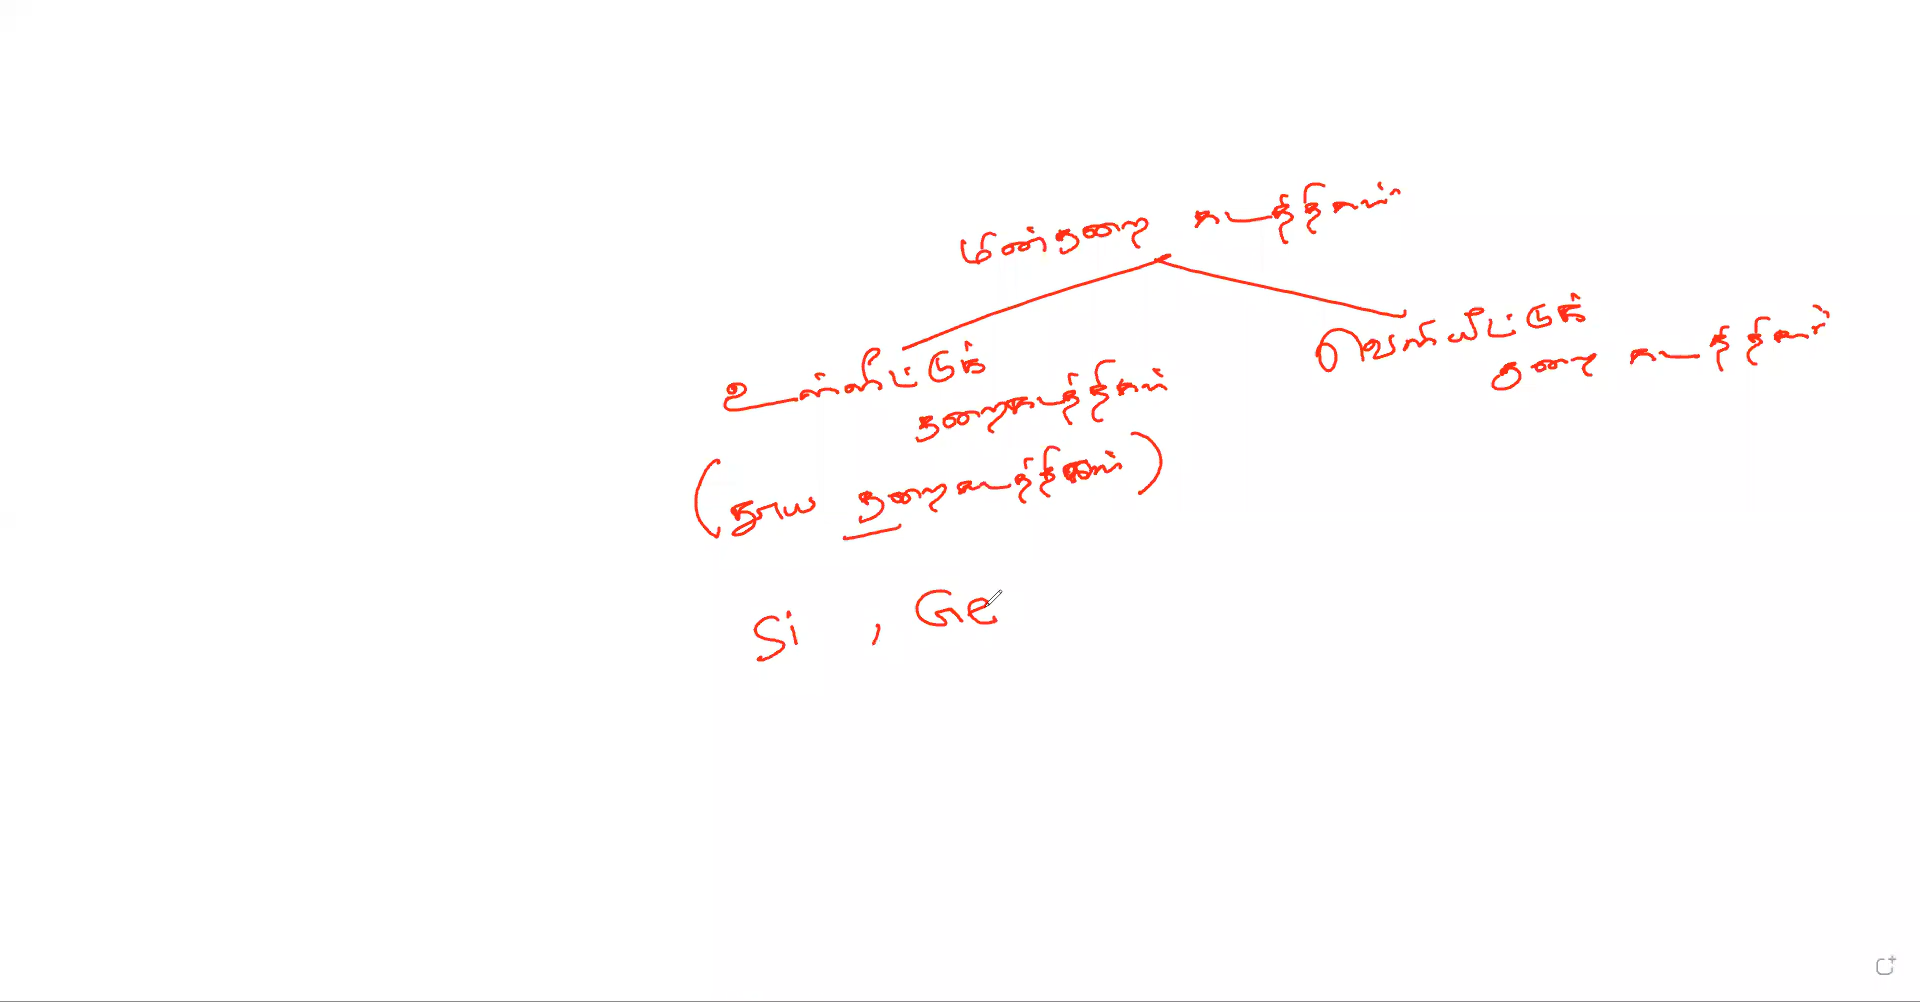 மின்குறை கடத்திகள்
உள்ளீட்டுக் குறைகடத்திகள்
(தூய குறைகடத்திகள்)
Si , Ge
வெளியீட்டுக்
குறை கடத்திகள்